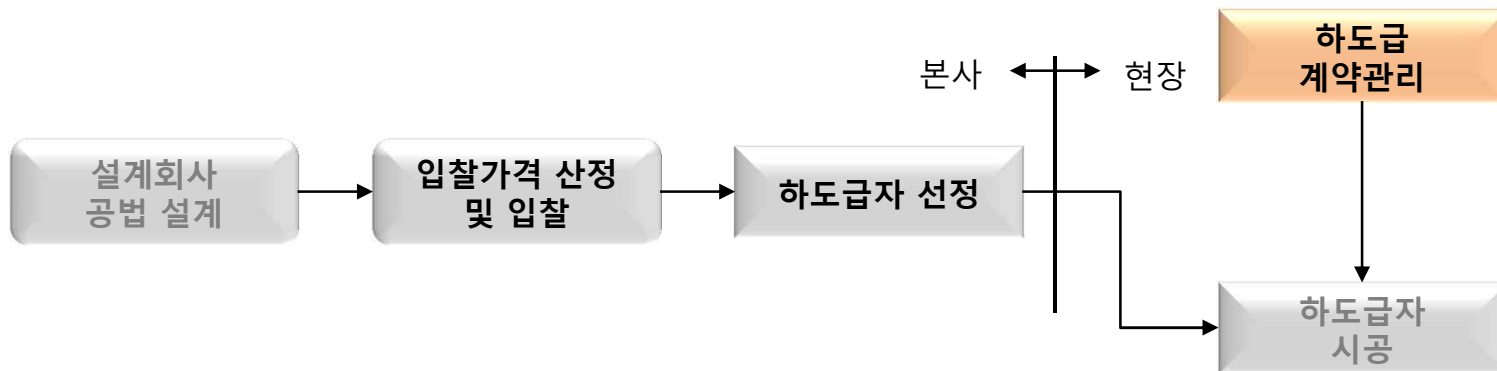 하도급
계약관리
본사
현장
설계회사
공법 설계
입찰가격 산정
및 입찰
하도급자 선정
하도급자
시공